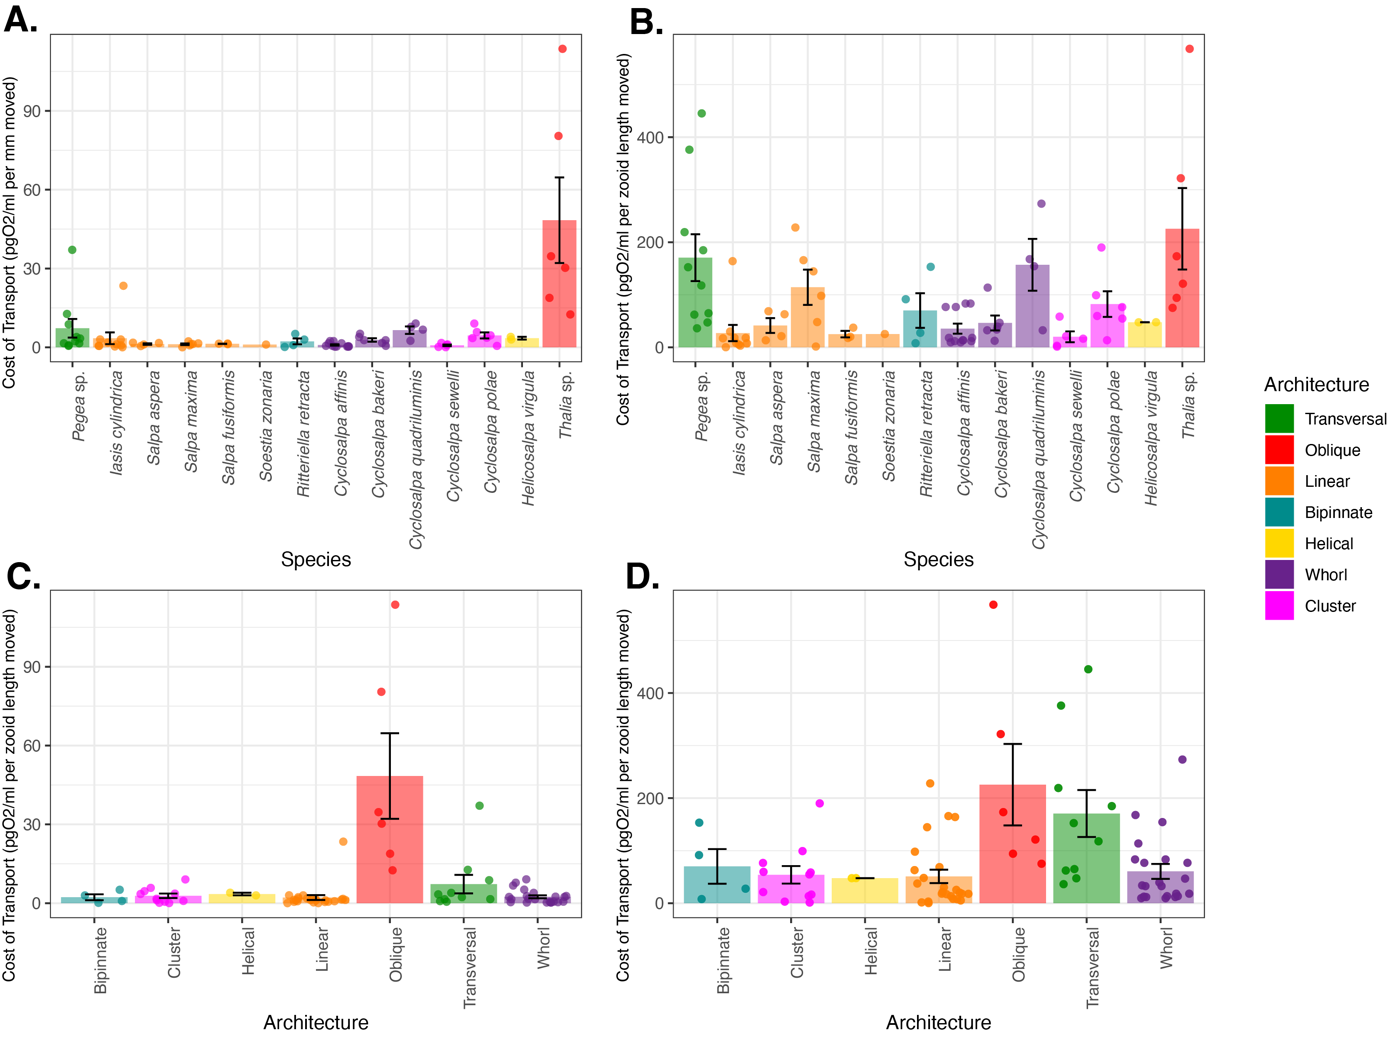 A.
Cost of Transport (pgO2/ml per mm moved)
90
60
30
0
Pegea sp.
Iasis cylindrica
Salpa aspera
Salpa maxima
Salpa fusiformis
Soestia zonaria
Ritteriella retracta
Cyclosalpa affinis
Cyclosalpa bakeri
Cyclosalpa quadriluminis
Cyclosalpa sewelli
Cyclosalpa polae
Helicosalpa virgula
Thalia sp.
Species
B.
Cost of Transport (pgO2/ml per zooid length moved)
400
200
0
Pegea sp.
Iasis cylindrica
Salpa aspera
Salpa maxima
Salpa fusiformis
Soestia zonaria
Ritteriella retracta
Cyclosalpa affinis
Cyclosalpa bakeri
Cyclosalpa quadriluminis
Cyclosalpa sewelli
Cyclosalpa polae
Helicosalpa virgula
Thalia sp.
Species
Architecture
Transversal
Oblique
Linear
Bipinnate
Helical
Whorl
Cluster
C.
Cost of Transport (pgO2/ml per zooid length moved)
90
60
30
0
Bipinnate
Cluster
Helical
Linear
Oblique
Transversal
Whorl
Architecture
D.
Cost of Transport (pgO2/ml per zooid length moved)
400
200
0
Bipinnate
Cluster
Helical
Linear
Oblique
Transversal
Whorl
Architecture